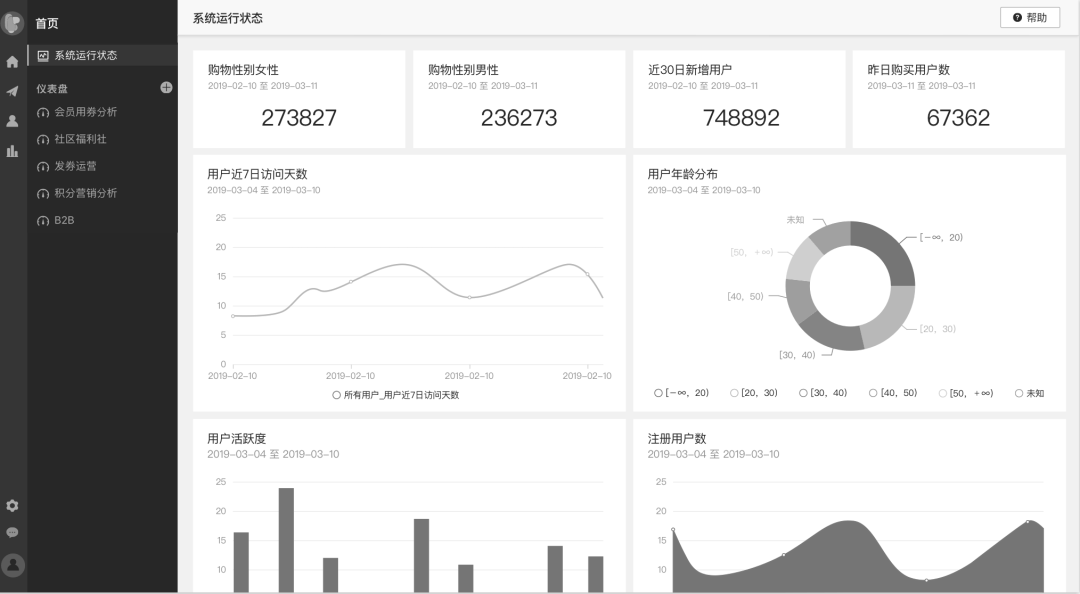 首页
系统运行状态
仪表盘
会员用券分析
社区福利社
发券运营
积分营销分析
B2B
系统运行状态
帮助
购物性别女性
2019-02-10 至 2019-03-11
273827
购物性别男性
2019-02-10 至 2019-03-11
236273
近30日新增用户
2019-02-10 至 2019-03-11
748892
昨日购买用户数
2019-03-11 至 2019-03-11
67362
用户近7日访问天数
2019-03-04 至 2019-03-10
25
20
15
10
5
0
2019-02-10 2019-02-10 2019-02-10 2019-02-10
所有用户_用户近7日访问天数
用户年龄分布
2019-03-04 至 2019-03-10
未知
[-∞, 20)
[50, +∞)
[40, 50)
[20, 30)
[30, 40)
[-∞, 20) [20, 30) [30, 40) [40, 50) [50, +∞) 未知
用户活跃度
2019-03-04 至 2019-03-10
25
20
15
10
注册用户数
2019-03-04 至 2019-03-10
25
20
15
10